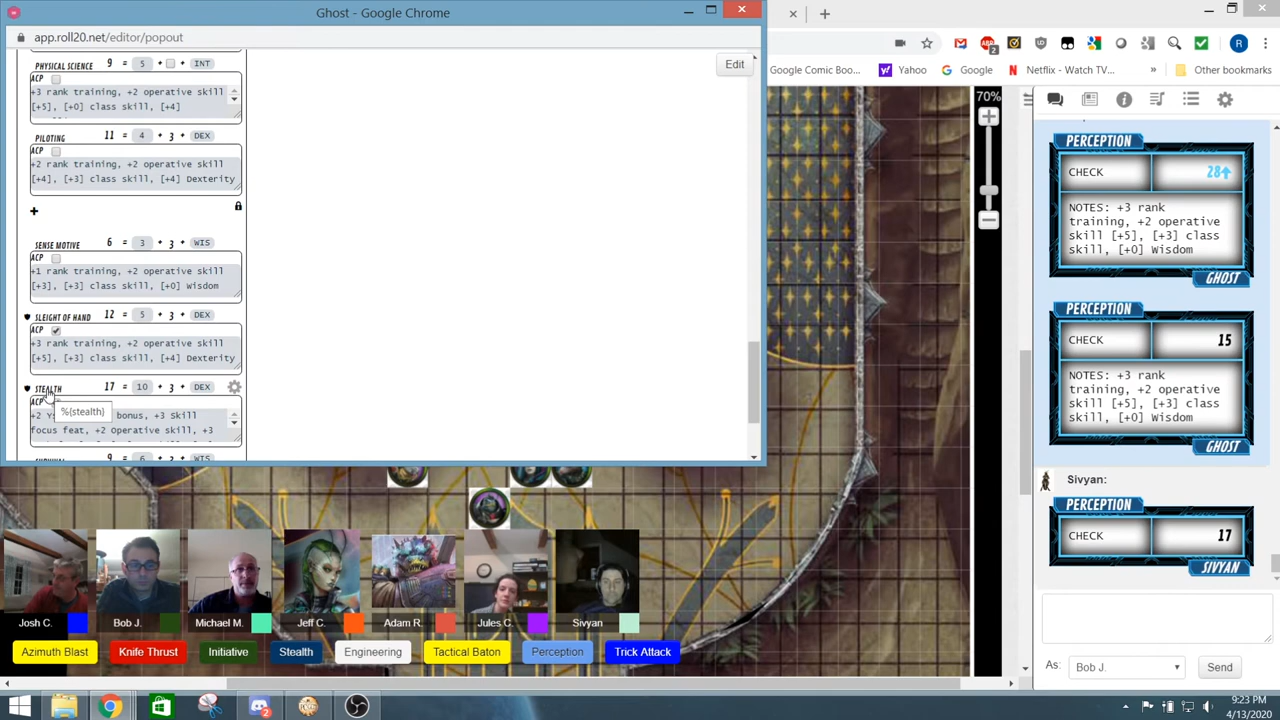 Ghost - Google Chrome
app.roll20.net/editor/popout
Edit
PHYSICAL SCIENCE 9 = 5 + + INT
ACP
+3 rank training, +2 operative skill
[+5], [+0] class skill, [+4]
PILOTING 11 = 4 + 3 + DEX
ACP
+2 rank training, +2 operative skill
[+4], [+3] class skill, [+4] Dexterity
+
SENSE MOTIVE 6 = 3 + 3 + WIS
ACP
+1 rank training, +2 operative skill
[+3], [+3] class skill, [+0] Wisdom
SLEIGHT OF HAND 12 = 5 + 3 + DEX
ACP
+3 rank training, +2 operative skill
[+5], [+3] class skill, [+4] Dexterity
STEALTH 17 = 10 + 3 + DEX
%{stealth}
bonus, +3 Skill
focus feat, +2 Operative skill, +3
SURVIVAL 9 = 6 + 3 + WIS
R
Google Comic Boo...
Yahoo
Google
Netflix - Watch TV...
»
Other bookmarks
70%
PERCEPTION
CHECK 28
NOTES: +3 rank
training, +2 operative
skill [+5], [+3] class
skill, [+0] Wisdom
GHOST
PERCEPTION
CHECK 15
NOTES: +3 rank
training, +2 operative
skill [+5], [+3] class
skill, [+0] Wisdom
GHOST
Sivyan:
PERCEPTION
CHECK 17
SIVYAN
As: Bob J.
Send
Josh C.
Bob J.
Michael M.
Jeff C.
Adam R.
Jules C.
Sivyan
Azimuth Blast
Knife Thrust
Initiative
Stealth
Engineering
Tactical Baton
Perception
Trick Attack
9:23 PM
4/13/2020